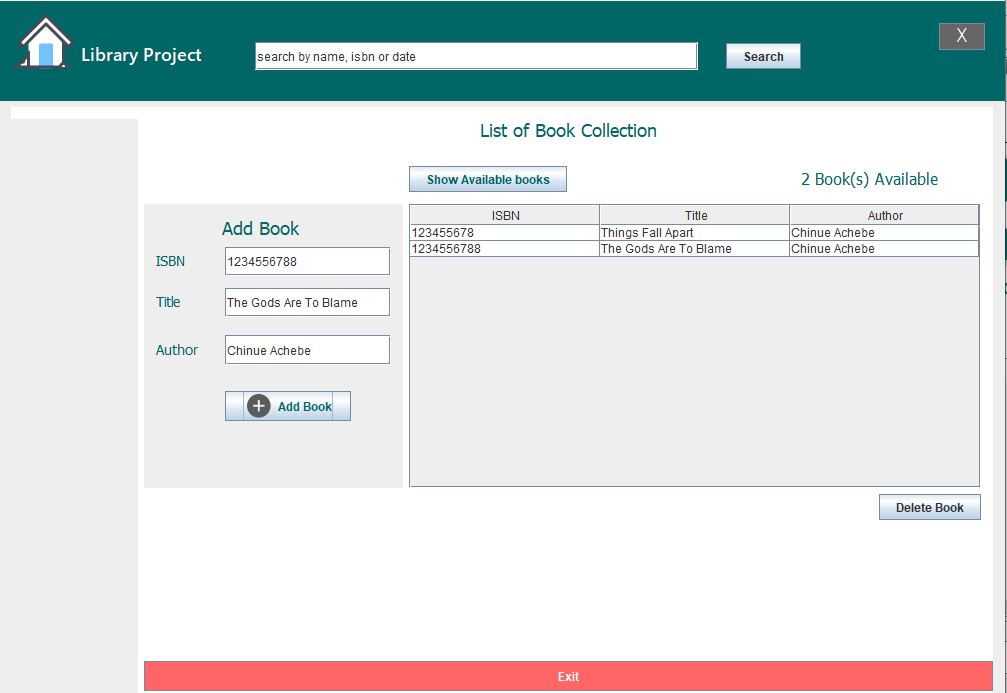 Library Project
search by name, isbn or date
Search
X
List of Book Collection
Show Available books
2 Book(s) Available
Add Book
ISBN 1234556788
Title The Gods Are To Blame
Author Chinue Achebe
Add Book
ISBN Title Author
123455678 Things Fall Apart Chinue Achebe
1234556788 The Gods Are To Blame Chinue Achebe
Delete Book
Exit